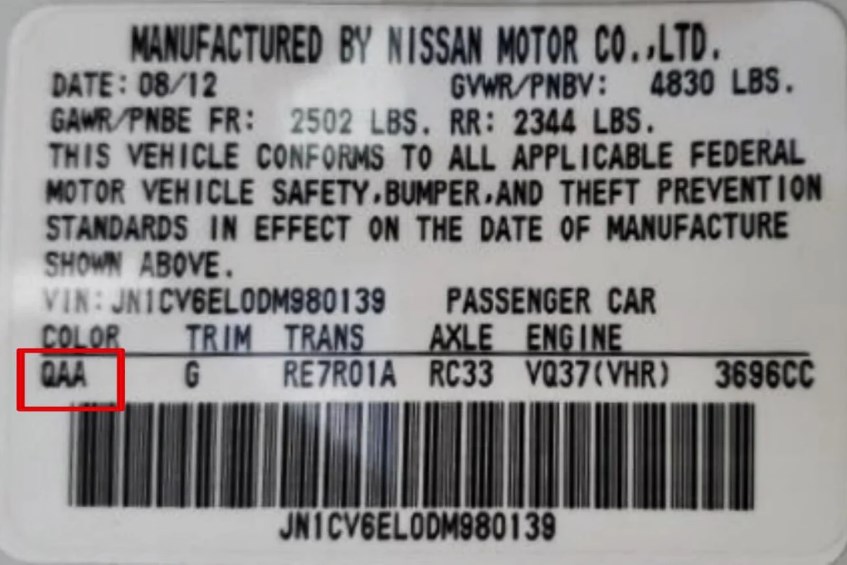 MANUFACTURED BY NISSAN MOTOR CO.,LTD.
DATE: 08/12 GVWR/PNBV: 4830 LBS.
GAWR/PNBE FR: 2502 LBS. RR: 2344 LBS.
THIS VEHICLE CONFORMS TO ALL APPLICABLE FEDERAL
MOTOR VEHICLE SAFETY,BUMPER,AND THEFT PREVENTION
STANDARDS IN EFFECT ON THE DATE OF MANUFACTURE
SHOWN ABOVE.
VIN:JN1CV6EL0DM980139 PASSENGER CAR
COLOR TRIM TRANS AXLE ENGINE
QAA G RE7R01A RC33 VQ37(VHR) 3696CC
JN1CV6EL0DM980139